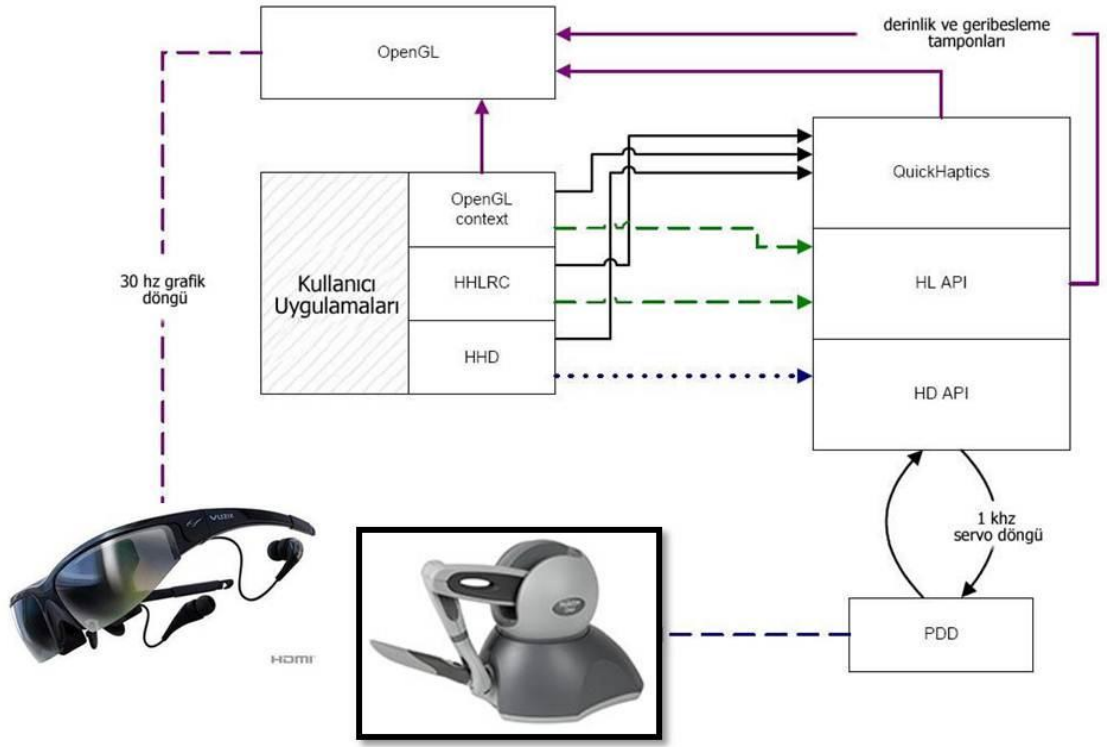 derinlik ve geribesleme
tamponları
OpenGL
QuickHaptics
OpenGL
context
30 hz grafik
döngü
Kullanıcı
Uygulamaları
HHLRC
HL API
HHD
HD API
VUZIX
1 khz
servo döngü
PDD
HDMI